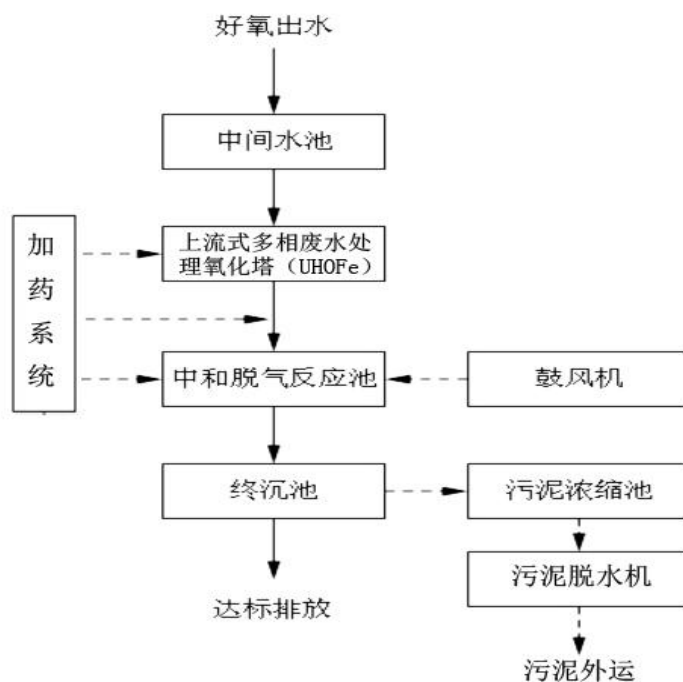 好氧出水
中间水池
加药系统
上流式多相废水处
理氧化塔（UHOFe）
中和脱气反应池
鼓风机
终沉池
污泥浓缩池
污泥脱水机
达标排放
污泥外运